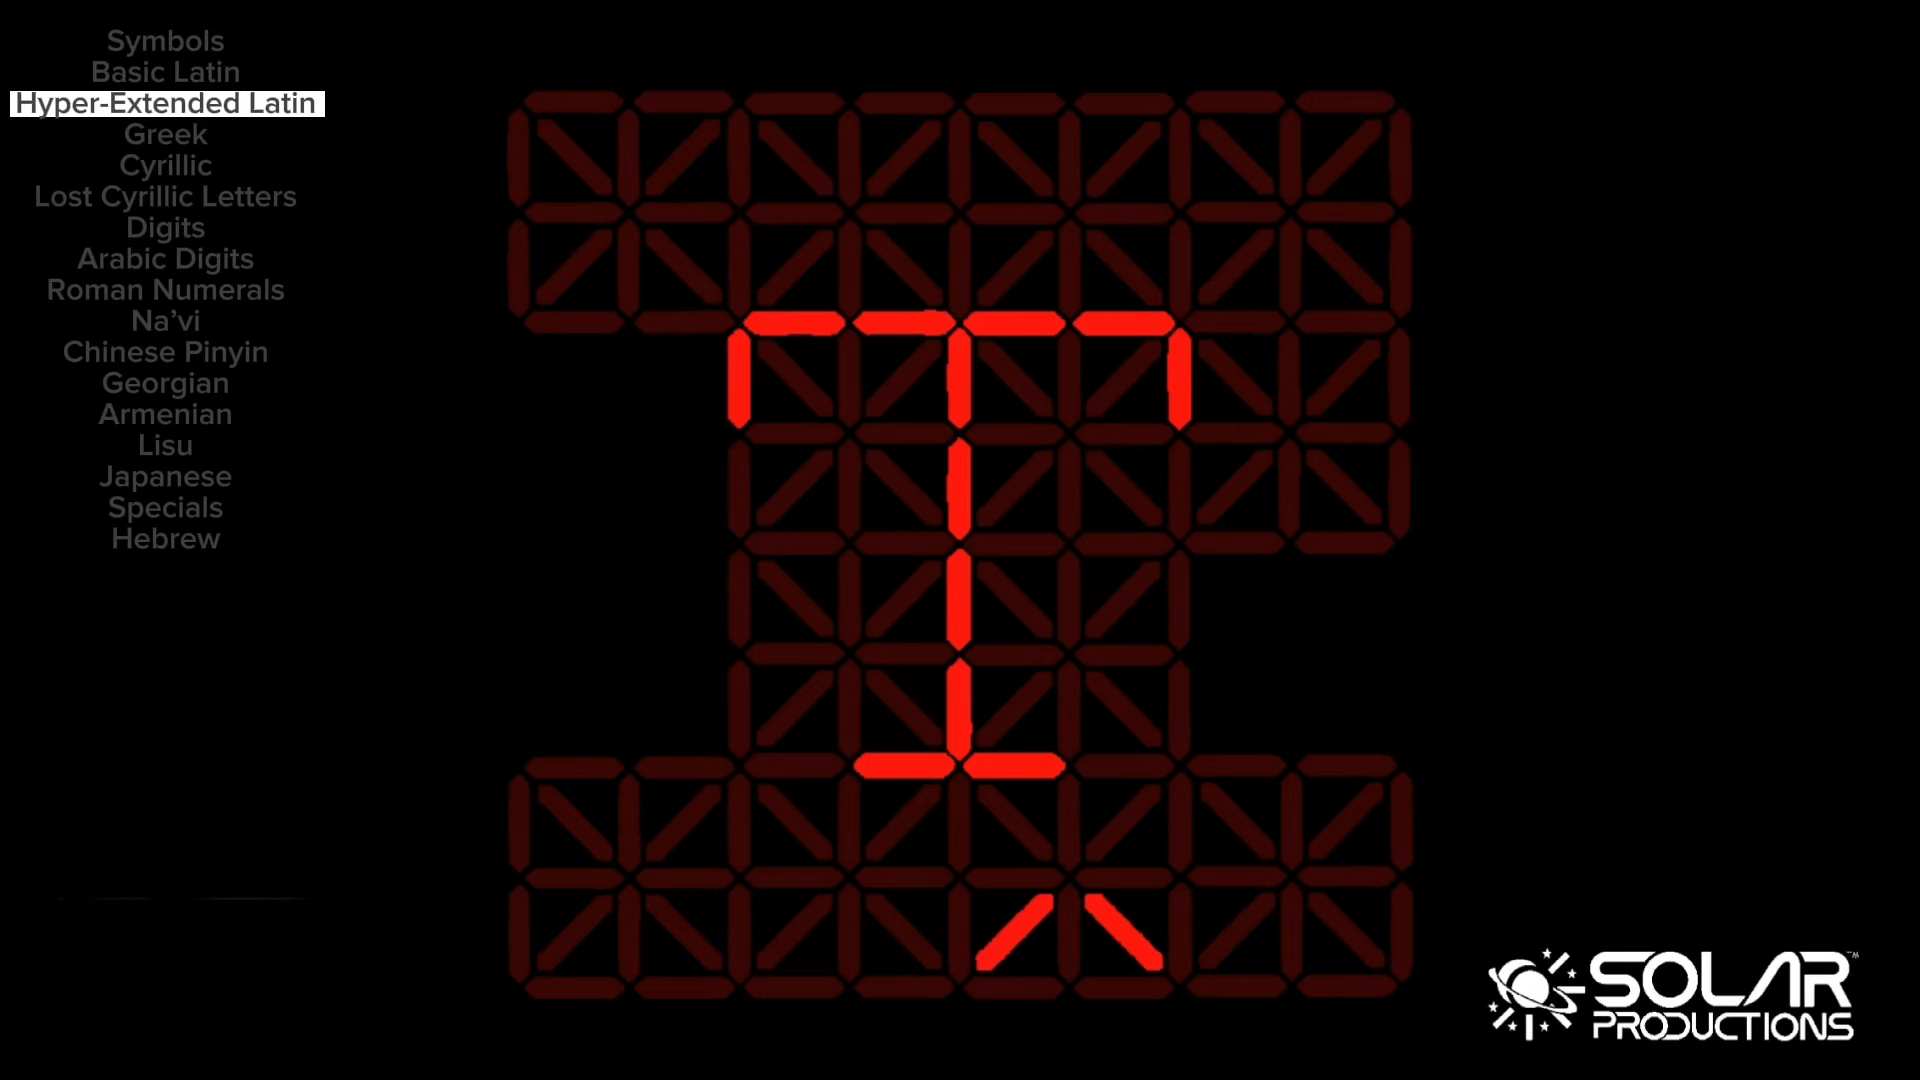 Symbols
Basic Latin
Hyper-Extended Latin
Greek
Cyrillic
Lost Cyrillic Letters
Digits
Arabic Digits
Roman Numerals
Na’vi
Chinese Pinyin
Georgian
Armenian
Lisu
Japanese
Specials
Hebrew
Ṱ
SOLAR™
PRODUCTIONS